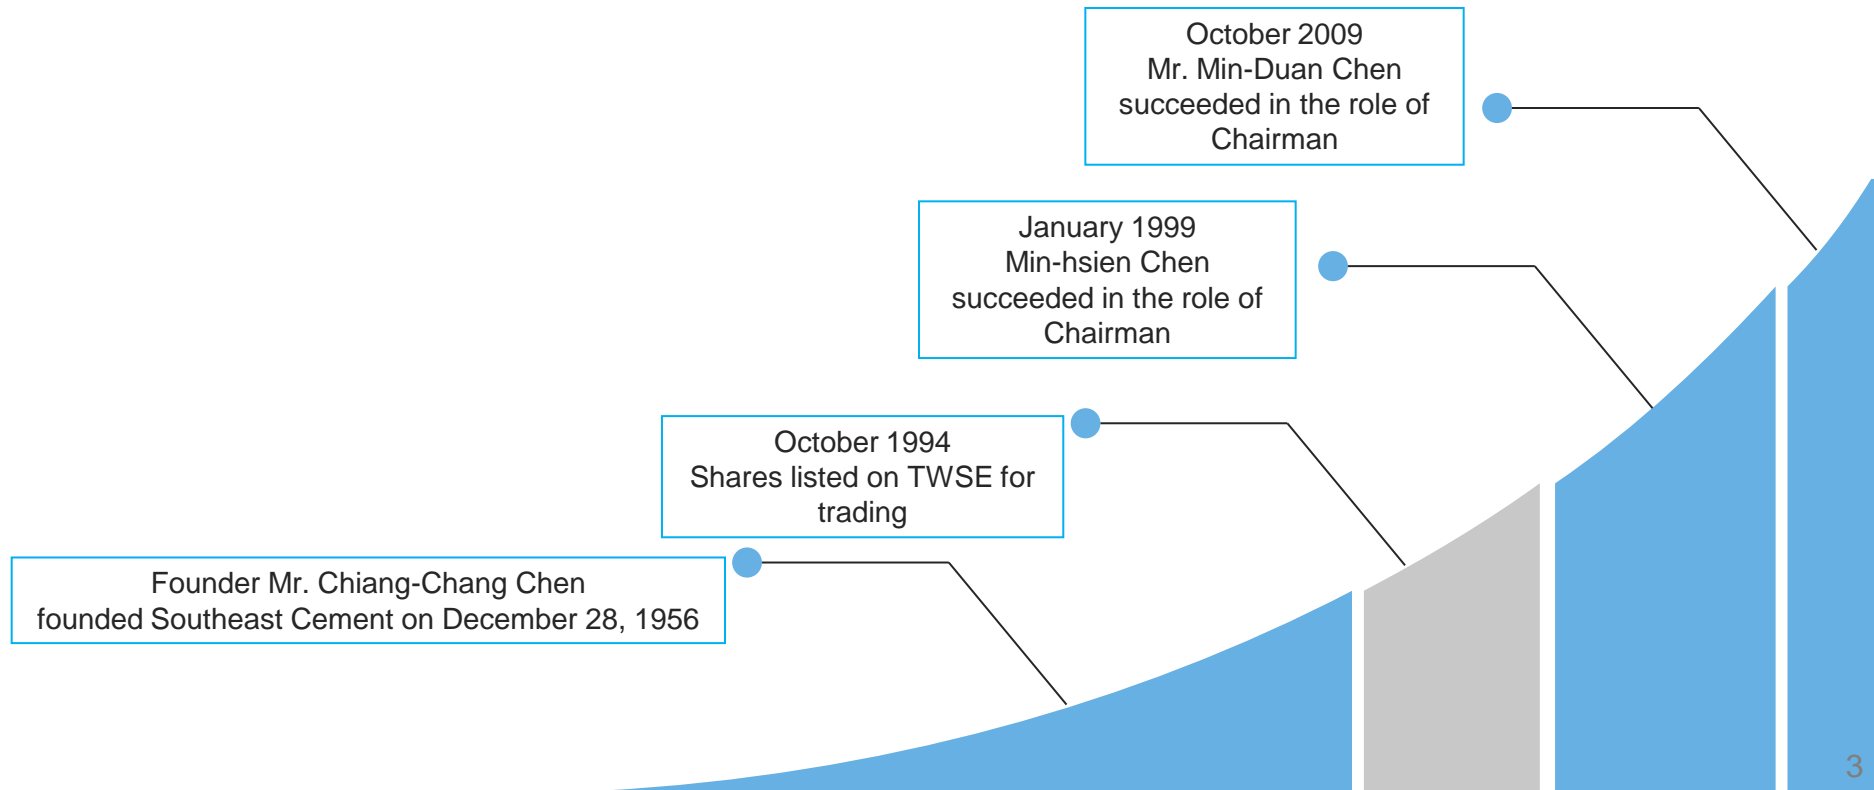 October 2009
Mr. Min-Duan Chen
succeeded in the role of
Chairman
January 1999
Min-hsien Chen
succeeded in the role of
Chairman
October 1994
Shares listed on TWSE for
trading
Founder Mr. Chiang-Chang Chen
founded Southeast Cement on December 28, 1956
3